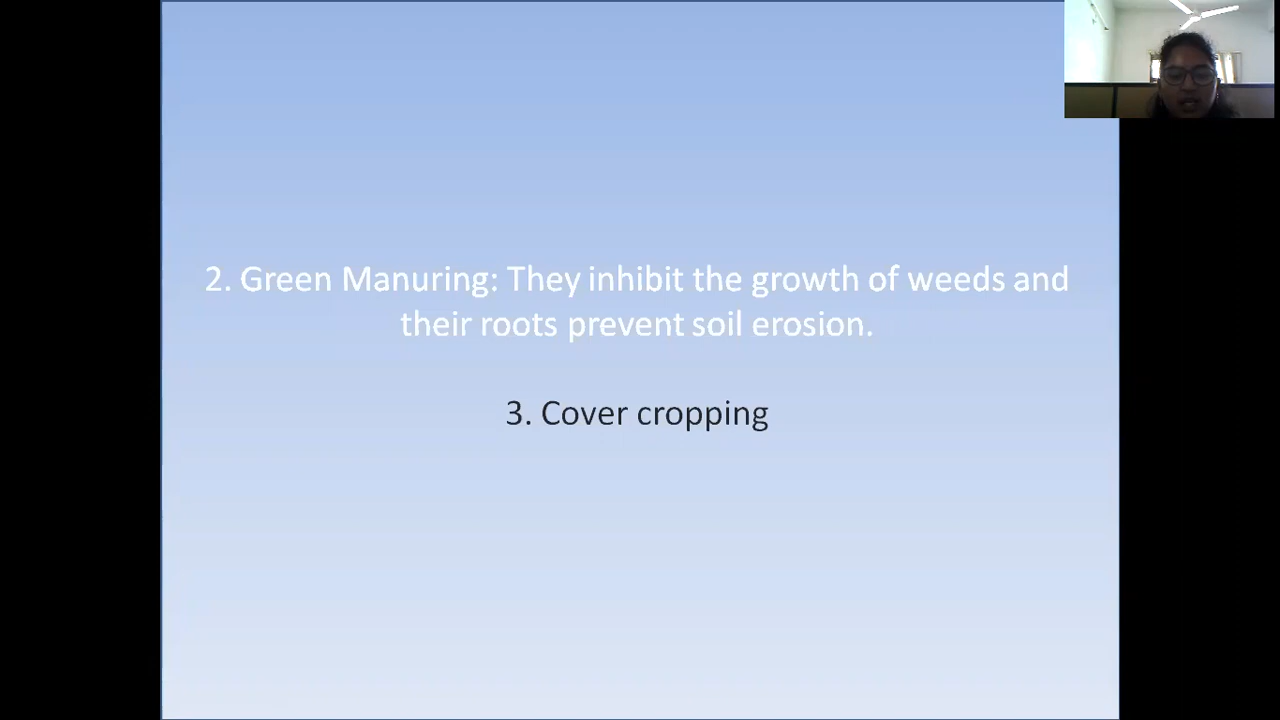 2. Green Manuring: They inhibit the growth of weeds and
their roots prevent soil erosion.
3. Cover cropping